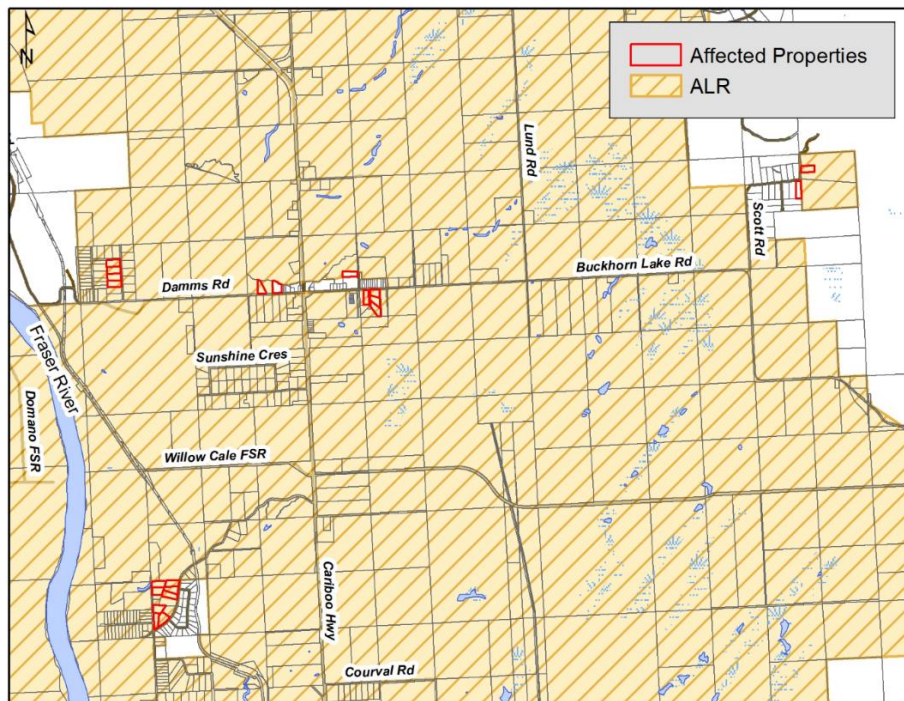 N
Affected Properties
ALR
Lund Rd
Scott Rd
Buckhorn Lake Rd
Damms Rd
Fraser River
Sunshine Cres
Domano FSR
Willow Cale FSR
Cariboo Hwy
Courval Rd